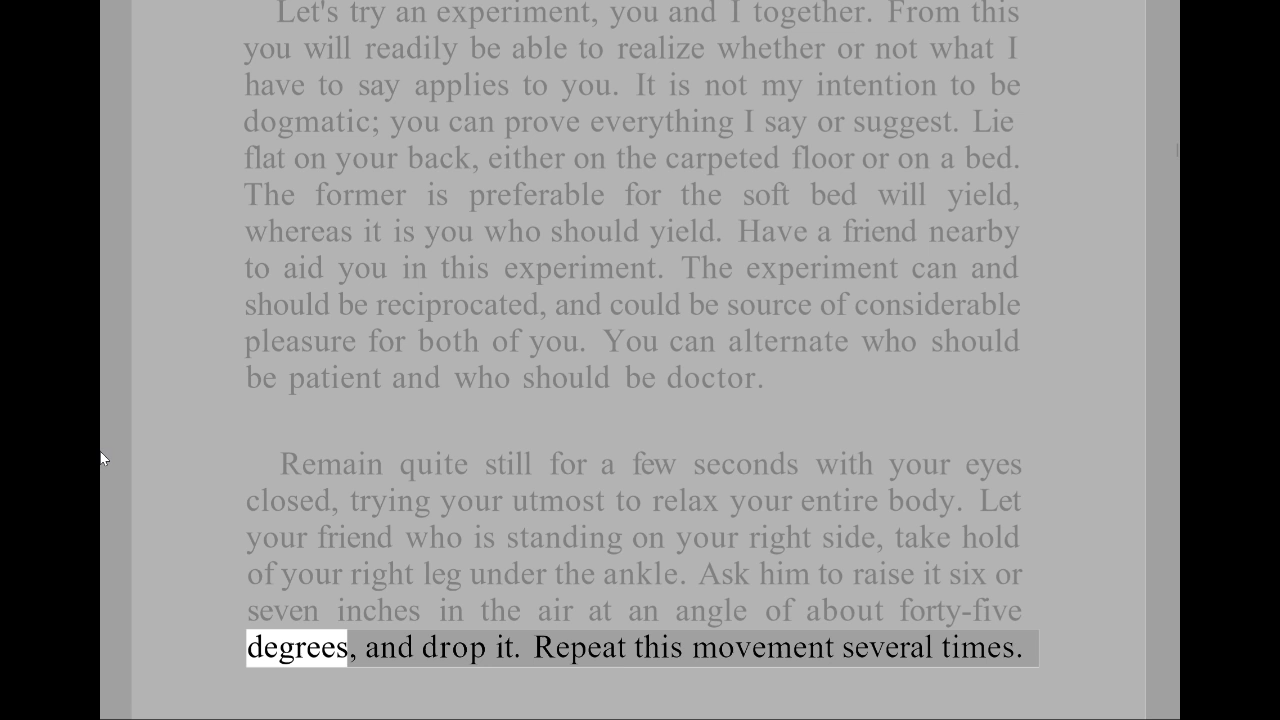 Let's try an experiment, you and I together. From this
you will readily be able to realize whether or not what I
have to say applies to you. It is not my intention to be
dogmatic; you can prove everything I say or suggest. Lie
flat on your back, either on the carpeted floor or on a bed.
The former is preferable for the soft bed will yield,
whereas it is you who should yield. Have a friend nearby
to aid you in this experiment. The experiment can and
should be reciprocated, and could be source of considerable
pleasure for both of you. You can alternate who should
be patient and who should be doctor.
Remain quite still for a few seconds with your eyes
closed, trying your utmost to relax your entire body. Let
your friend who is standing on your right side, take hold
of your right leg under the ankle. Ask him to raise it six or
seven inches in the air at an angle of about forty-five
degrees, and drop it. Repeat this movement several times.